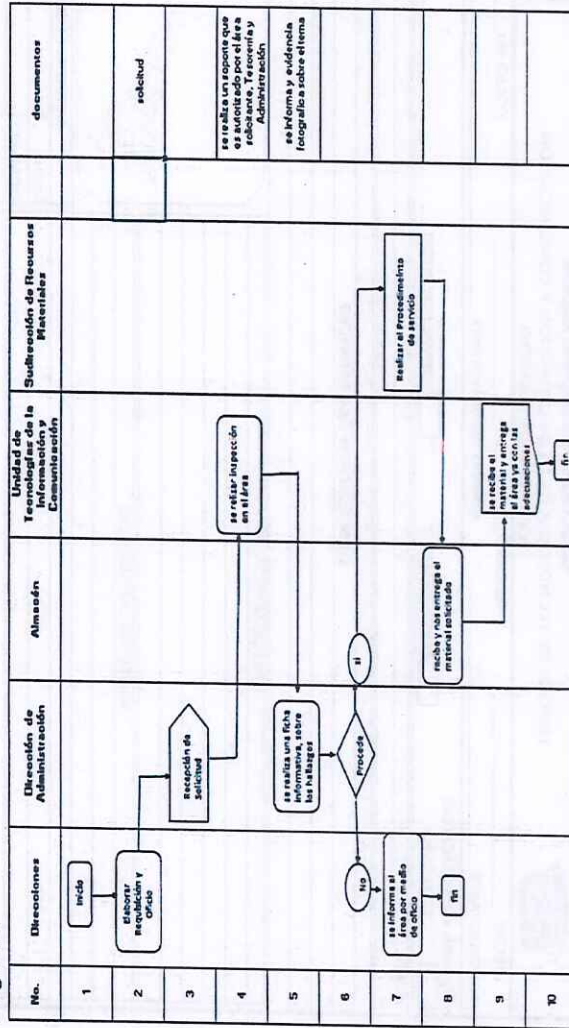 No.
Direcciones
Dirección de
Administración
Almacén
Unidad de
Tecnologías de la
Información y
Comunicación
Sudirección de Recursos
Materiales
documentos
1
Inicio
2
Elaborar
Requisición y
Oficio
solicitud
3
Recepción de
Solicitud
4
se relizar inspección
en el área
se realiza un soporte que
es autorizado por el área
solicitante, Tesorería y
Administración
5
se realiza una ficha
informativa, sobre
los hallazgos
se informa y evidencia
fotografica sobre el tema
6
No
Procede
si
7
se informa al
área por medio
de oficio
Realizar el Procedimeinto
de servicio
8
fin
recibe y nos entrega el
material solicitado
9
se recibe el
material y entrega
al área ya con las
adecuaciones
10
fin